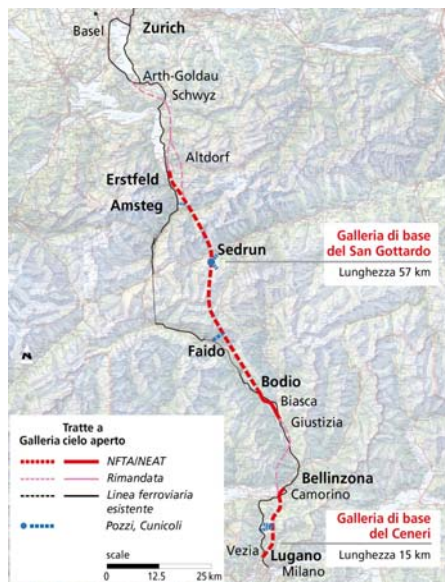 Zurich
Basel
Arth-Goldau
Schwyz
Altdorf
Erstfeld
Amsteg
Sedrun
Galleria di base
del San Gottardo
Lunghezza 57 km
N
Faido
Bodio
Biasca
Giustizia
Bellinzona
Camorino
Galleria di base
del Ceneri
Vezia
Lugano
Lunghezza 15 km
Milano
Tratte a
Galleria cielo aperto
NFTA/NEAT
Rimandata
Linea ferroviaria
esistente
Pozzi, Cunicoli
scale
0 12.5 25 km